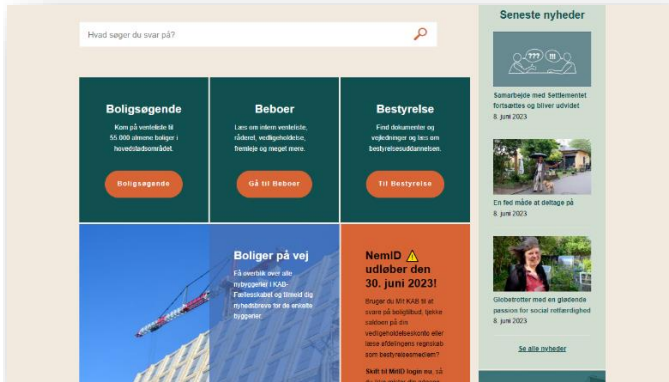 Hvad søger du svar på?
Boligsøgende
Kom på venteliste til
55 000 almene boliger i
hovedstadsområdet.
Boligsøgende
Beboer
Læs om intern venteliste,
råderet, vedligeholdelse,
fremleje og meget mere.
Gå til Beboer
Bestyrelse
Find dokumenter og
vejledninger og læs om
bestyrelsesuddannelsen.
Til Bestyrelse
Boliger på vej
Få overblik over alle
nybyggerier i KAB-
Fællesskabet og tilmeld dig
nyhedsbreve for de enkelte
byggerier.
NemID ⚠
udløber den
30. juni 2023!
Bruger du Mit KAB til at
svare på boligtilbud, tjekke
saldoen på din
vedligeholdelseskonto eller
læse afdelingens regnskab
som bestyrelsesmedlem?
Skift til MitID login nu, så
Seneste nyheder
??? !!!
Samarbejde med Settlementet
fortsættes og bliver udvidet
8. juni 2023
En fed måde at deltage på
8. juni 2023
Globetrotter med en glødende
passion for social retfærdighed
8. juni 2023
Se alle nyheder